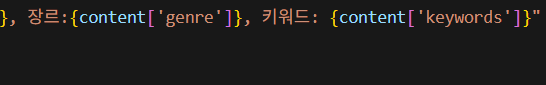 }, 장르:{content['genre']}, 키워드: {content['keywords']}"